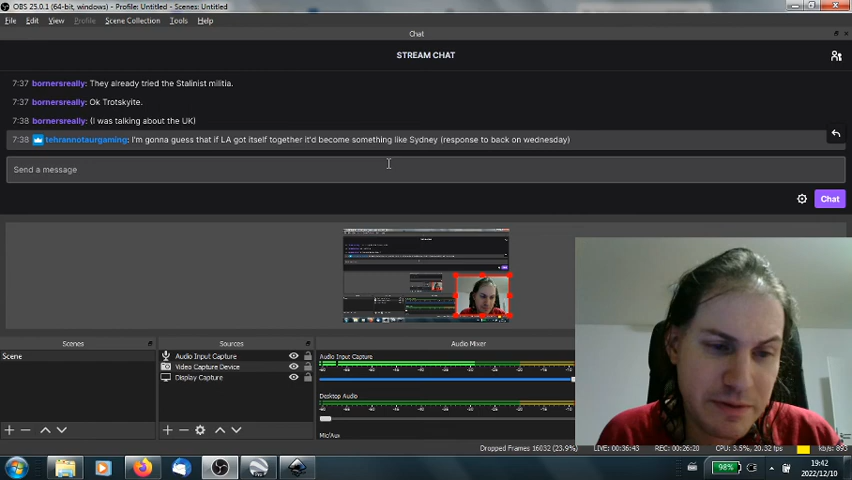 OBS 25.0.1 (64-bit, windows) - Profile: Untitled - Scenes: Untitled
File Edit View Profile Scene Collection Tools Help
Chat
STREAM CHAT
7:37 bornersreally: They already tried the Stalinist militia.
7:37 bornersreally: Ok Trotskyite.
7:38 bornersreally: (I was talking about the UK)
7:38 tehrannotaurgaming: I'm gonna guess that if LA got itself together it'd become something like Sydney (response to back on wednesday)
Send a message
Chat
Scenes Sources Audio Mixer
Scene
Audio Input Capture
Video Capture Device
Display Capture
Audio Input Capture
Desktop Audio
Mic/Aux
Dropped Frames 16032 (23.9%) LIVE: 00:36:43 REC: 00:26:20 CPU: 3.5%, 20.32 fps kb/s: 893
98%
19:42
2022/12/10